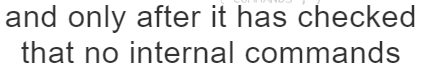 and only after it has checked
that no internal commands